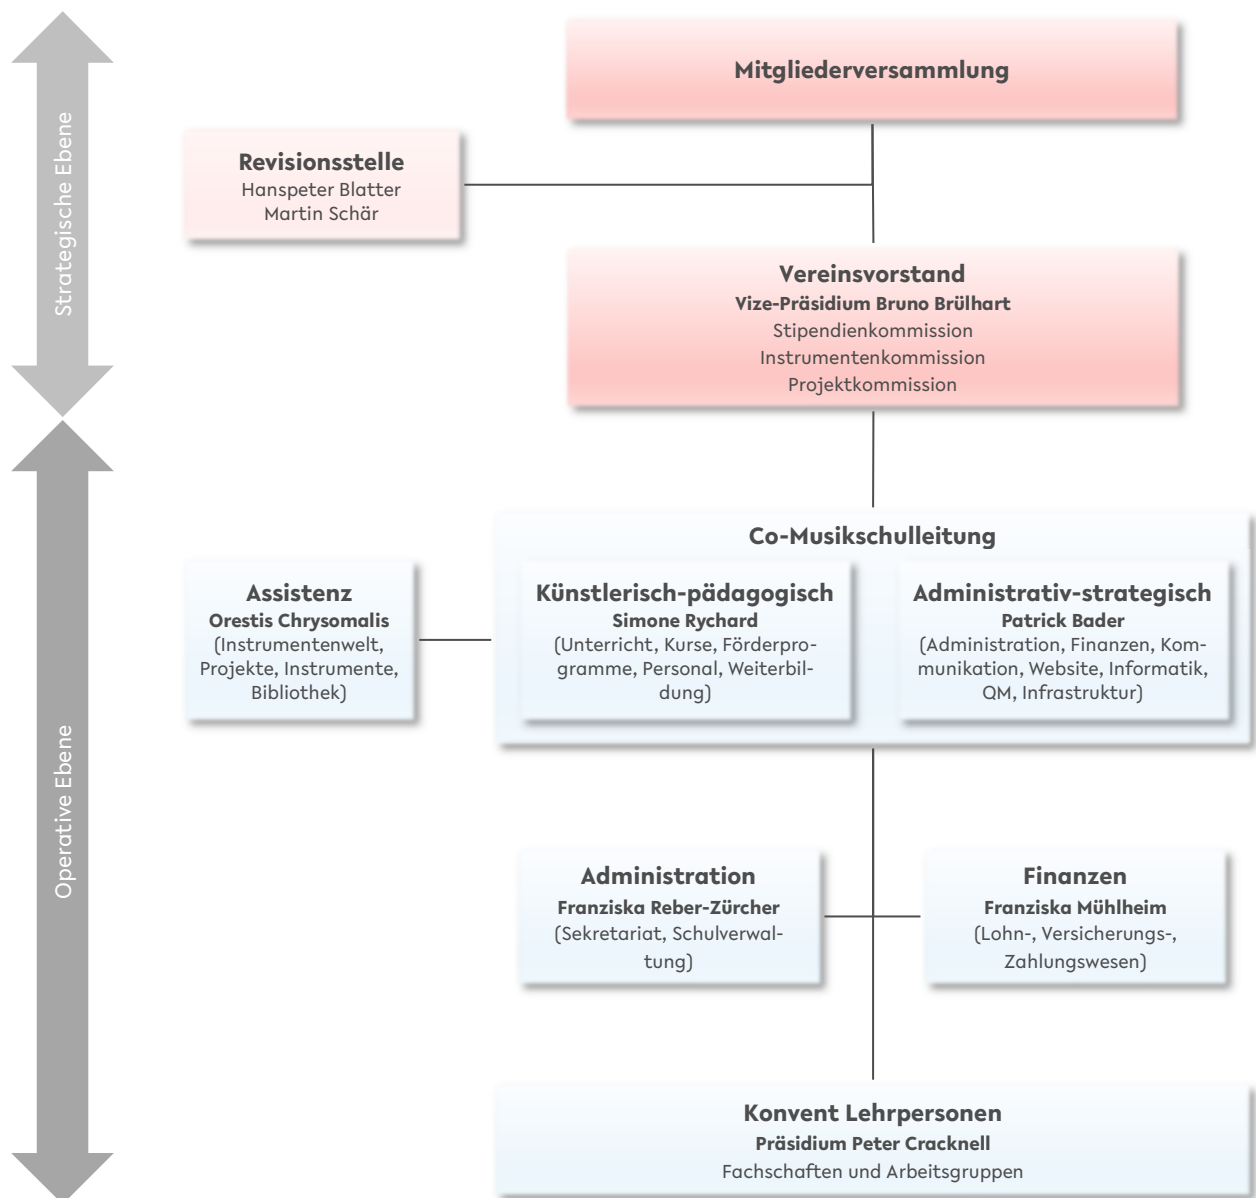 Strategische Ebene
Mitgliederversammlung
Revisionsstelle
Hanspeter Blatter
Martin Schär
Vereinsvorstand
Vize-Präsidium Bruno Brülhart
Stipendienkommission
Instrumentenkommission
Projektkommission
Operative Ebene
Co-Musikschulleitung
Assistenz
Orestis Chrysomalis
(Instrumentenwelt,
Projekte, Instrumente,
Bibliothek)
Künstlerisch-pädagogisch
Simone Rychard
(Unterricht, Kurse, Förderpro-
gramme, Personal, Weiterbil-
dung)
Administrativ-strategisch
Patrick Bader
(Administration, Finanzen, Kom-
munikation, Website, Informatik,
QM, Infrastruktur)
Administration
Franziska Reber-Zürcher
(Sekretariat, Schulverwal-
tung)
Finanzen
Franziska Mühlheim
(Lohn-, Versicherungs-,
Zahlungswesen)
Konvent Lehrpersonen
Präsidium Peter Cracknell
Fachschaften und Arbeitsgruppen